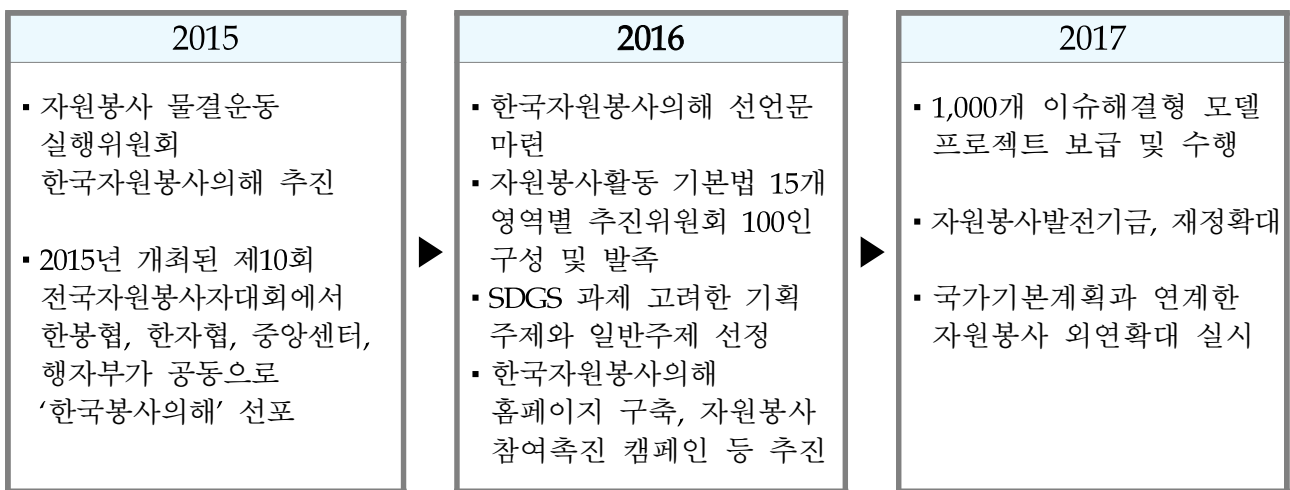 2015
▪ 자원봉사 물결운동
실행위원회
한국자원봉사의해 추진
▪ 2015년 개최된 제10회
전국자원봉사자대회에서
한봉협, 한자협, 중앙센터,
행자부가 공동으로
‘한국봉사의해’ 선포
2016
▪ 한국자원봉사의해 선언문
마련
▪ 자원봉사활동 기본법 15개
영역별 추진위원회 100인
구성 및 발족
▪ SDGS 과제 고려한 기획
주제와 일반주제 선정
▪ 한국자원봉사의해
홈페이지 구축, 자원봉사
참여촉진 캠페인 등 추진
2017
▪ 1,000개 이슈해결형 모델
프로젝트 보급 및 수행
▪ 자원봉사발전기금, 재정확대
▪ 국가기본계획과 연계한
자원봉사 외연확대 실시